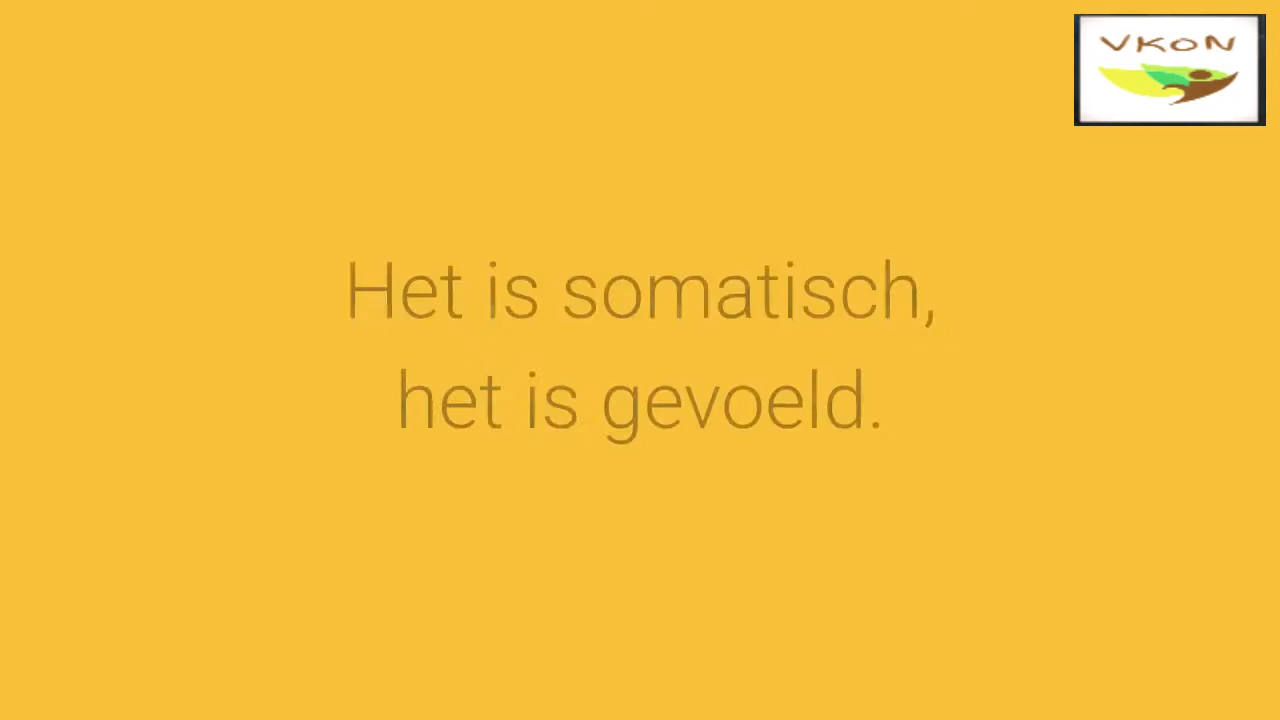 VKON
Het is somatisch,
het is gevoeld.